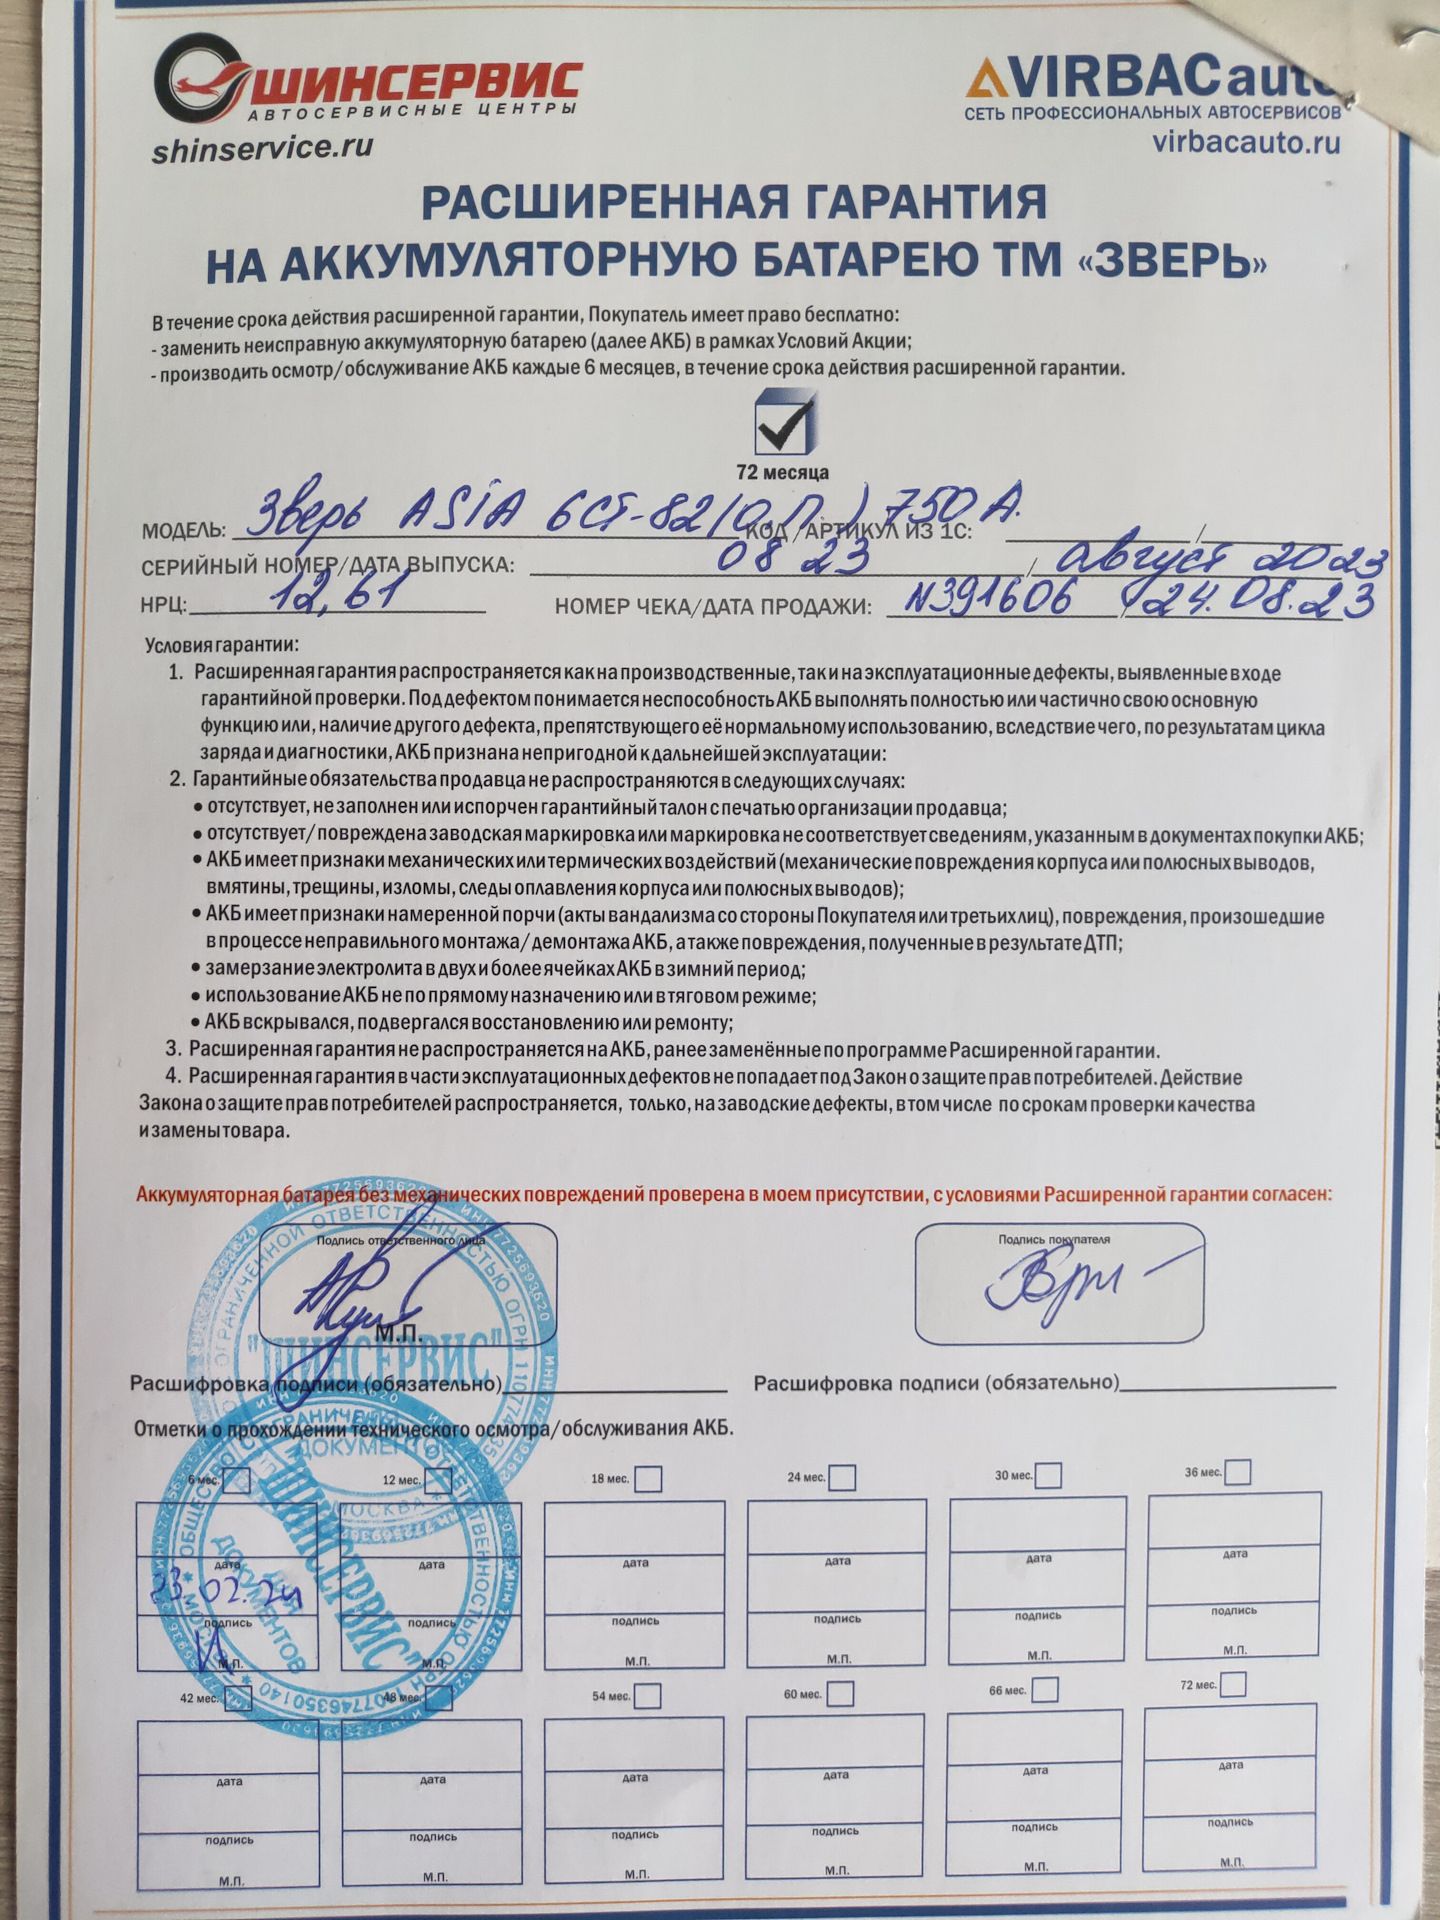 ШИНСЕРВИС
АВТОСЕРВИСНЫЕ ЦЕНТРЫ
shinservice.ru
VIRBACauto
СЕТЬ ПРОФЕССИОНАЛЬНЫХ АВТОСЕРВИСОВ
virbacauto.ru
РАСШИРЕННАЯ ГАРАНТИЯ
НА АККУМУЛЯТОРНУЮ БАТАРЕЮ ТМ «ЗВЕРЬ»
В течение срока действия расширенной гарантии, Покупатель имеет право бесплатно:
- заменить неисправную аккумуляторную батарею (далее АКБ) в рамках Условий Акции;
- производить осмотр/обслуживание АКБ каждые 6 месяцев, в течение срока действия расширенной гарантии.
72 месяца
МОДЕЛЬ: Зверь ASIA 6СТ-82 (О.П.) 750 А. КОД /АРТИКУЛ ИЗ 1С: /
СЕРИЙНЫЙ НОМЕР/ДАТА ВЫПУСКА: 08 23 / август 2023
НРЦ: 12,61 НОМЕР ЧЕКА/ДАТА ПРОДАЖИ: N391606 / 24.08.23
Условия гарантии:
1. Расширенная гарантия распространяется как на производственные, так и на эксплуатационные дефекты, выявленные в ходе
гарантийной проверки. Под дефектом понимается неспособность АКБ выполнять полностью или частично свою основную
функцию или, наличие другого дефекта, препятствующего её нормальному использованию, вследствие чего, по результатам цикла
заряда и диагностики, АКБ признана непригодной к дальнейшей эксплуатации:
2. Гарантийные обязательства продавца не распространяются в следующих случаях:
• отсутствует, не заполнен или испорчен гарантийный талон с печатью организации продавца;
• отсутствует/повреждена заводская маркировка или маркировка не соответствует сведениям, указанным в документах покупки АКБ;
• АКБ имеет признаки механических или термических воздействий (механические повреждения корпуса или полюсных выводов,
вмятины, трещины, изломы, следы оплавления корпуса или полюсных выводов);
• АКБ имеет признаки намеренной порчи (акты вандализма со стороны Покупателя или третьих лиц), повреждения, произошедшие
в процессе неправильного монтажа/демонтажа АКБ, а также повреждения, полученные в результате ДТП;
• замерзание электролита в двух и более ячейках АКБ в зимний период;
• использование АКБ не по прямому назначению или в тяговом режиме;
• АКБ вскрывался, подвергался восстановлению или ремонту;
3. Расширенная гарантия не распространяется на АКБ, ранее заменённые по программе Расширенной гарантии.
4. Расширенная гарантия в части эксплуатационных дефектов не попадает под Закон о защите прав потребителей. Действие
Закона о защите прав потребителей распространяется, только, на заводские дефекты, в том числе по срокам проверки качества
и замены товара.
Аккумуляторная батарея без механических повреждений проверена в моем присутствии, с условиями Расширенной гарантии согласен:
Подпись ответственного лица Подпись покупателя
М.П.
"ШИНСЕРВИС"
Расшифровка подписи (обязательно) Расшифровка подписи (обязательно)
Отметки о прохождении технического осмотра/обслуживания АКБ.
ДОКУМЕНТОВ
МОСКВА
6 мес. 12 мес. 18 мес. 24 мес. 30 мес. 36 мес.
дата дата дата дата дата дата
23.02.24
подпись подпись подпись подпись подпись подпись
М.П. М.П. М.П. М.П. М.П. М.П.
"ШИНСЕРВИС"
ДЛЯ ДОКУМЕНТОВ
42 мес. 48 мес. 54 мес. 60 мес. 66 мес. 72 мес.
дата дата дата дата дата дата
подпись подпись подпись подпись подпись подпись
М.П. М.П. М.П. М.П. М.П. М.П.